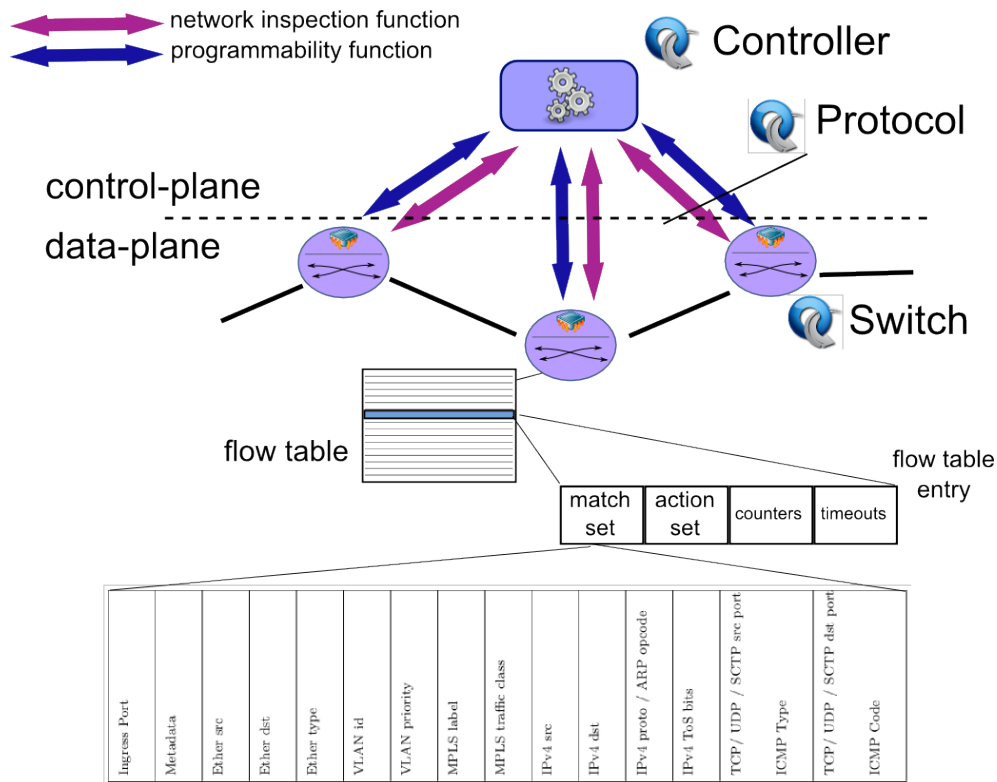 network inspection function
programmability function
Controller
Protocol
control-plane
data-plane
Switch
flow table
flow table
entry
match
set
action
set
counters
timeouts
Ingress Port
Metadata
Ether src
Ether dst
Ether type
VLAN id
VLAN priority
MPLS label
MPLS traffic class
IPv4 src
IPv4 dst
IPv4 proto / ARP opcode
IPv4 ToS bits
TCP/ UDP / SCTP src port
ICMP Type
TCP/ UDP / SCTP dst port
ICMP Code